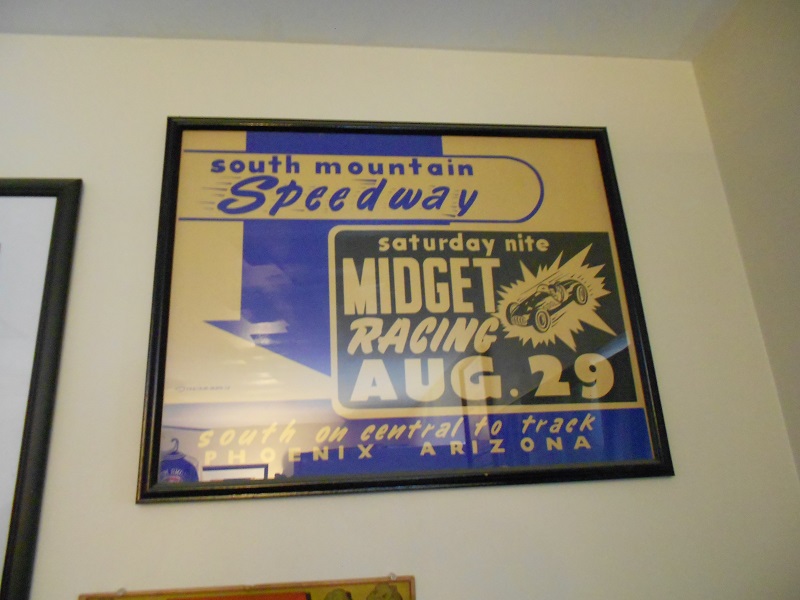 south mountain
Speedway
saturday nite
MIDGET
RACING
AUG. 29
south on central to track
PHOENIX ARIZONA